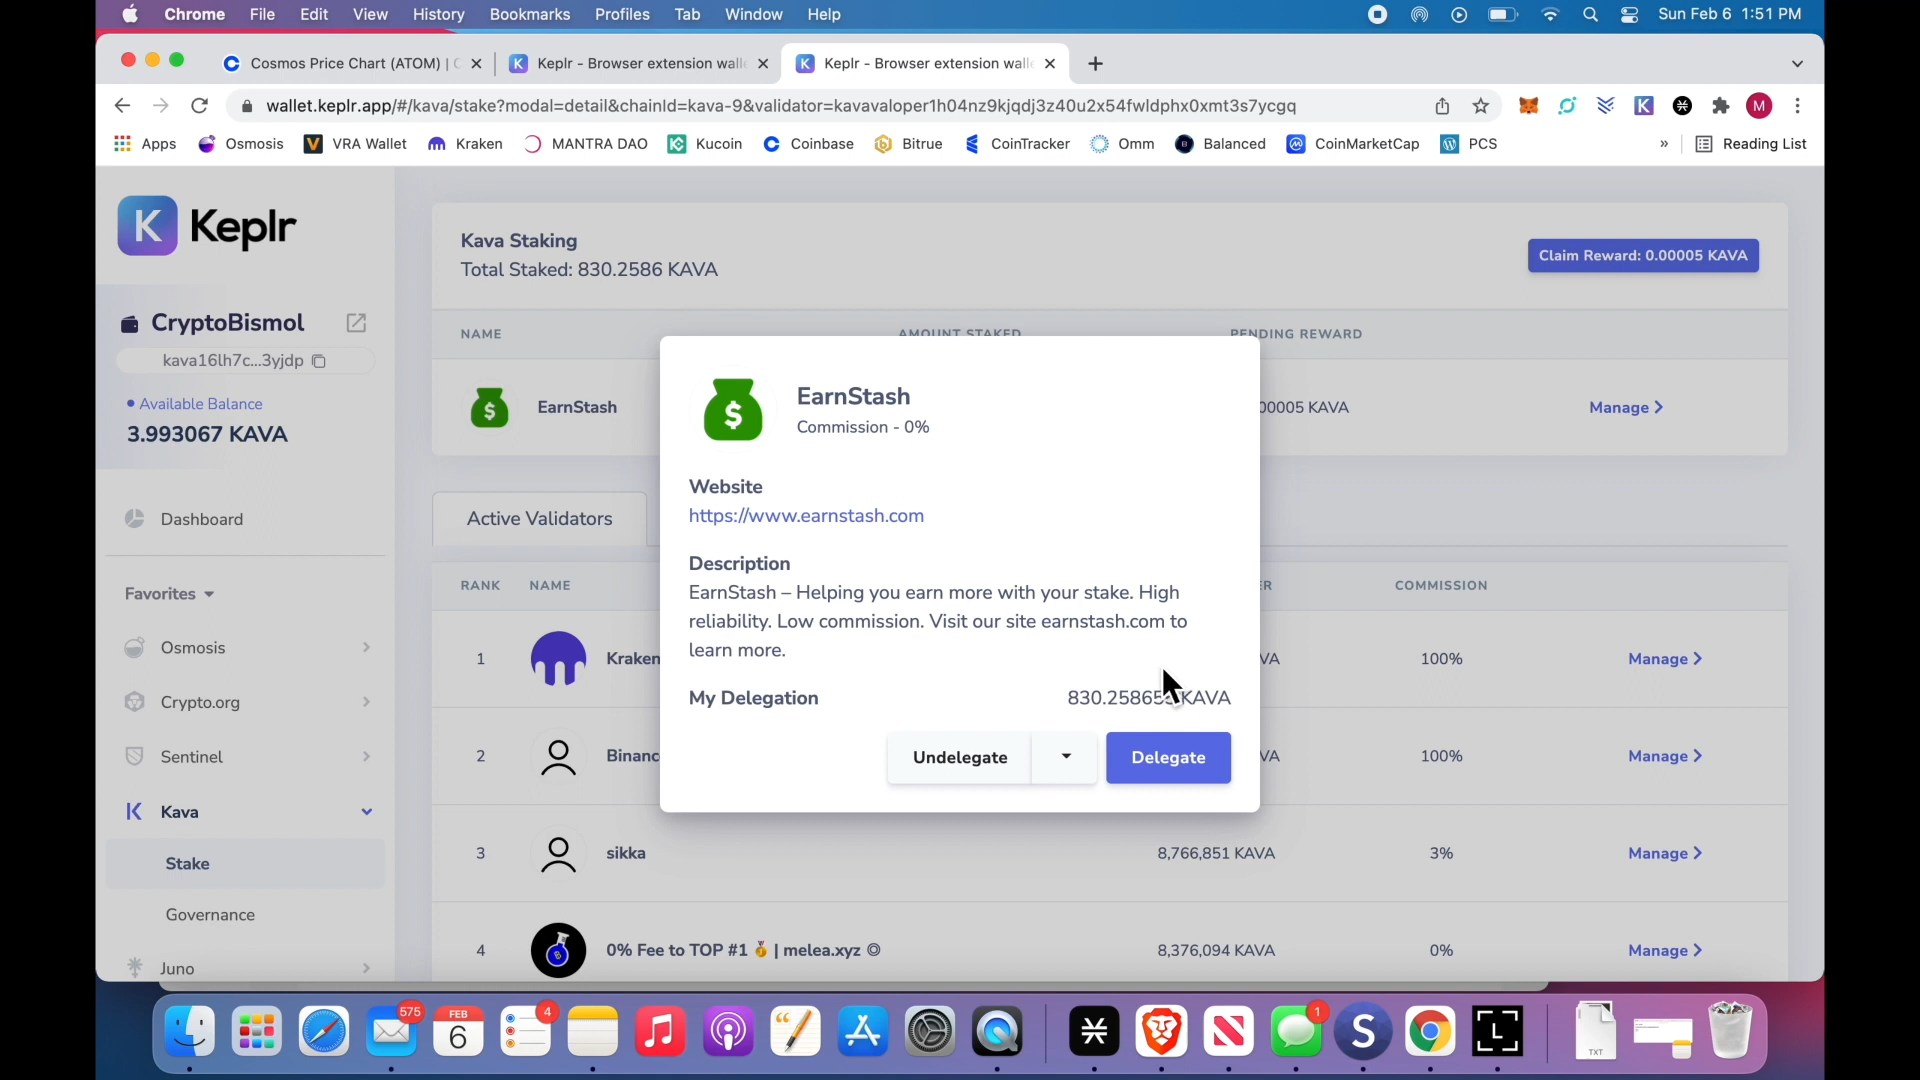 Chrome File Edit View History Bookmarks Profiles Tab Window Help Sun Feb 6 1:51 PM
Cosmos Price Chart (ATOM) | Keplr - Browser extension wall Keplr - Browser extension wall
wallet.keplr.app/#/kava/stake?modal=detail&chainId=kava-9&validator=kavavaloper1h04nz9kjqdj3z40u2x54fwldphx0xmt3s7ycgq M
Apps Osmosis VRA Wallet Kraken MANTRA DAO Kucoin Coinbase Bitrue CoinTracker Omm Balanced CoinMarketCap PCS » Reading List
Keplr
CryptoBismol
kava16lh7c...3yjdp
Available Balance
3.993067 KAVA
Dashboard
Favorites
Osmosis
Crypto.org
Sentinel
Kava
Stake
Governance
Juno
Kava Staking
Total Staked: 830.2586 KAVA
Claim Reward: 0.00005 KAVA
NAME AMOUNT STAKED PENDING REWARD
EarnStash 00005 KAVA Manage
Active Validators
RANK NAME COMMISSION
1 Kraken 100% Manage
2 Binanc 100% Manage
3 sikka 8,766,851 KAVA 3% Manage
4 0% Fee to TOP #1 🥇 | melea.xyz ◎ 8,376,094 KAVA 0% Manage
EarnStash
Commission - 0%
Website
https://www.earnstash.com
Description
EarnStash – Helping you earn more with your stake. High
reliability. Low commission. Visit our site earnstash.com to
learn more.
My Delegation KAVA
Undelegate Delegate
575 FEB 6 4 1 S L TXT